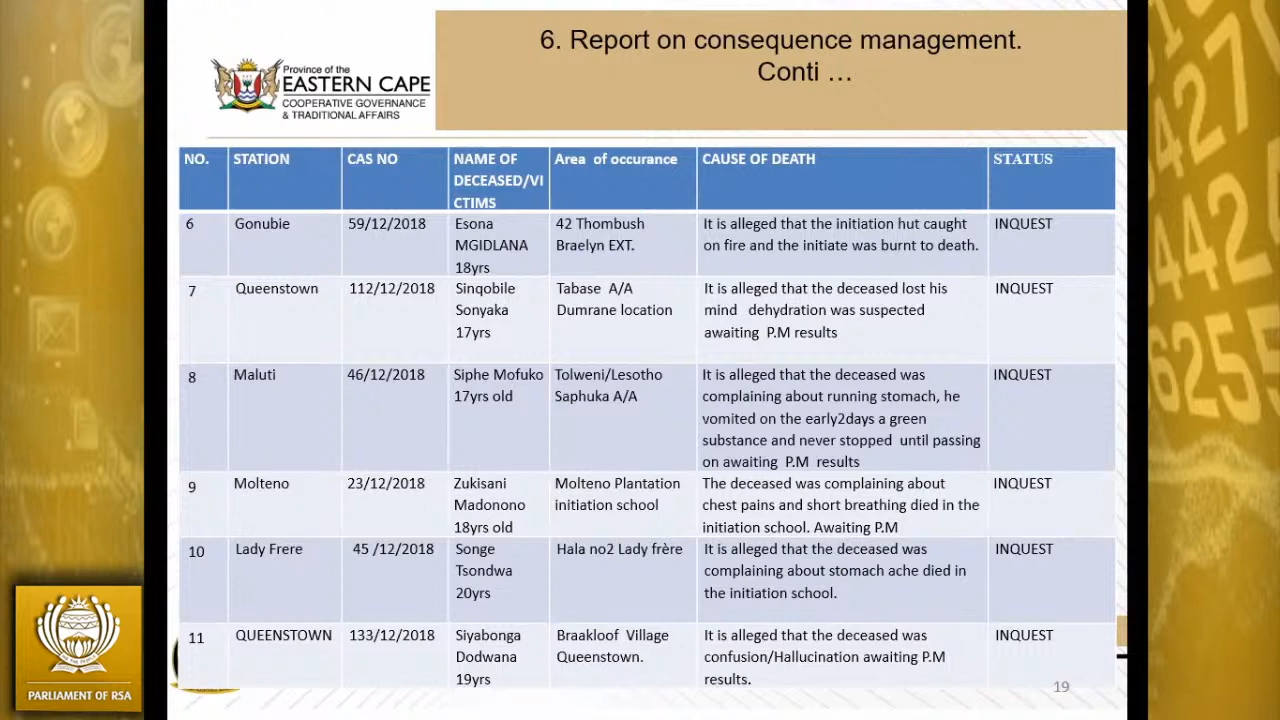 6. Report on consequence management.
Conti ...
Province of the
EASTERN CAPE
COOPERATIVE GOVERNANCE
& TRADITIONAL AFFAIRS
NO. STATION CAS NO NAME OF DECEASED/VI CTIMS Area of occurance CAUSE OF DEATH STATUS
6 Gonubie 59/12/2018 Esona MGIDLANA 18yrs 42 Thombush Braelyn EXT. It is alleged that the initiation hut caught on fire and the initiate was burnt to death. INQUEST
7 Queenstown 112/12/2018 Sinqobile Sonyaka 17yrs Tabase A/A Dumrane location It is alleged that the deceased lost his mind dehydration was suspected awaiting P.M results INQUEST
8 Maluti 46/12/2018 Siphe Mofuko 17yrs old Tolweni/Lesotho Saphuka A/A It is alleged that the deceased was complaining about running stomach, he vomited on the early2days a green substance and never stopped until passing on awaiting P.M results INQUEST
9 Molteno 23/12/2018 Zukisani Madonono 18yrs old Molteno Plantation initiation school The deceased was complaining about chest pains and short breathing died in the initiation school. Awaiting P.M INQUEST
10 Lady Frere 45 /12/2018 Songe Tsondwa 20yrs Hala no2 Lady frère It is alleged that the deceased was complaining about stomach ache died in the initiation school. INQUEST
11 QUEENSTOWN 133/12/2018 Siyabonga Dodwana 19yrs Braakloof Village Queenstown. It is alleged that the deceased was confusion/Hallucination awaiting P.M results. INQUEST
19
PARLIAMENT OF RSA
427
442
6255